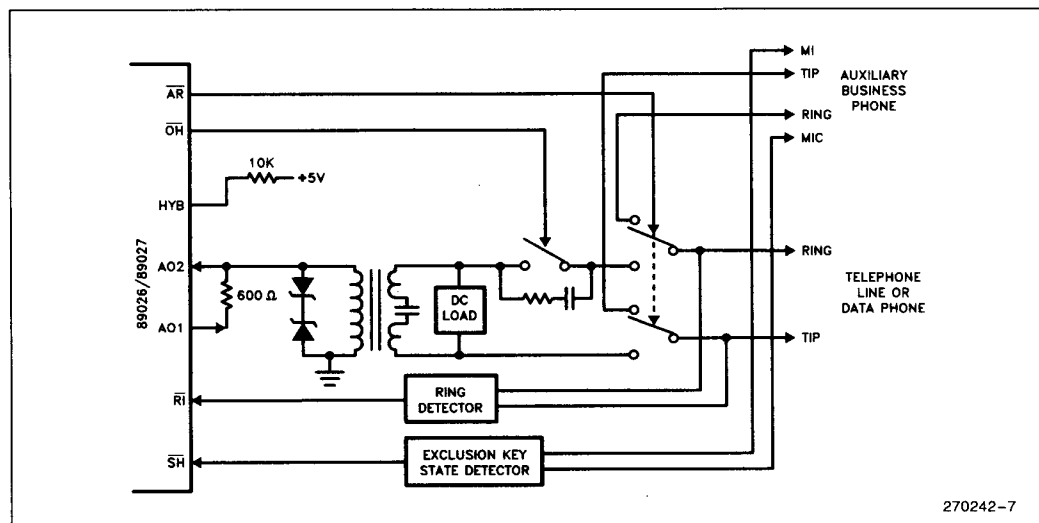 MI
TIP
AUXILIARY
BUSINESS
PHONE
RING
MIC
AR
OH
10K
+5V
HYB
89026/89027
AO2
600 Ω
AO1
DC
LOAD
RING
TELEPHONE
LINE OR
DATA PHONE
TIP
RI
RING
DETECTOR
SH
EXCLUSION KEY
STATE DETECTOR
270242-7